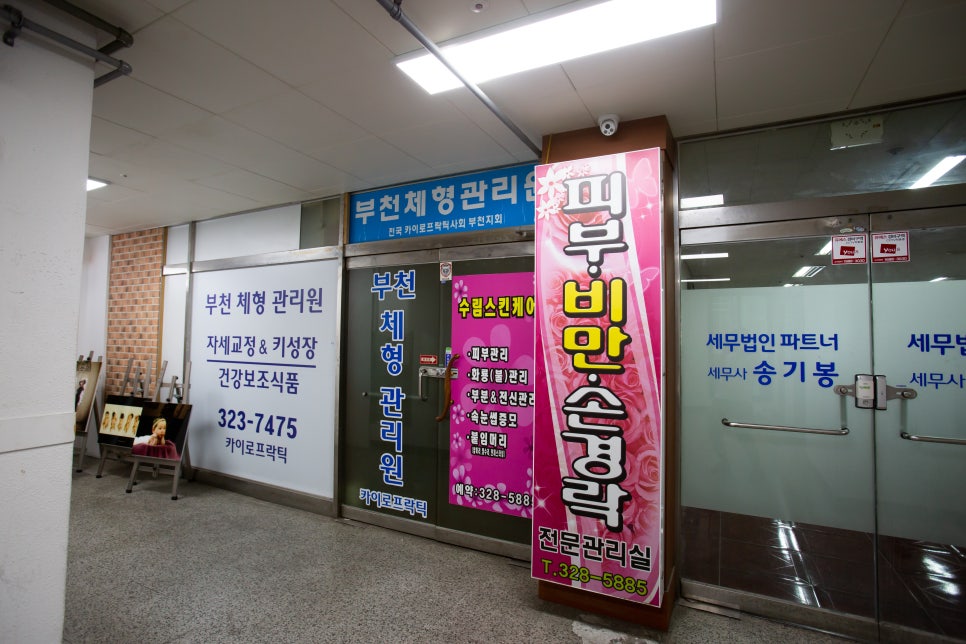 부천체형관리원
전국 카이로프락틱사회 부천지회
부천 체형 관리원
자세교정 & 키성장
건강보조식품
323-7475
카이로프락틱
부천
체형관리원
카이로프락틱
수림스킨케어
·피부관리
·화룡(불)관리
·부분&전신관리
·속눈썹증모
·붙임머리
예약:328-5885
피부·비만·손경락
전문관리실
T.328-5885
세무법인 파트너
세무사 송기봉
세무법
세무사